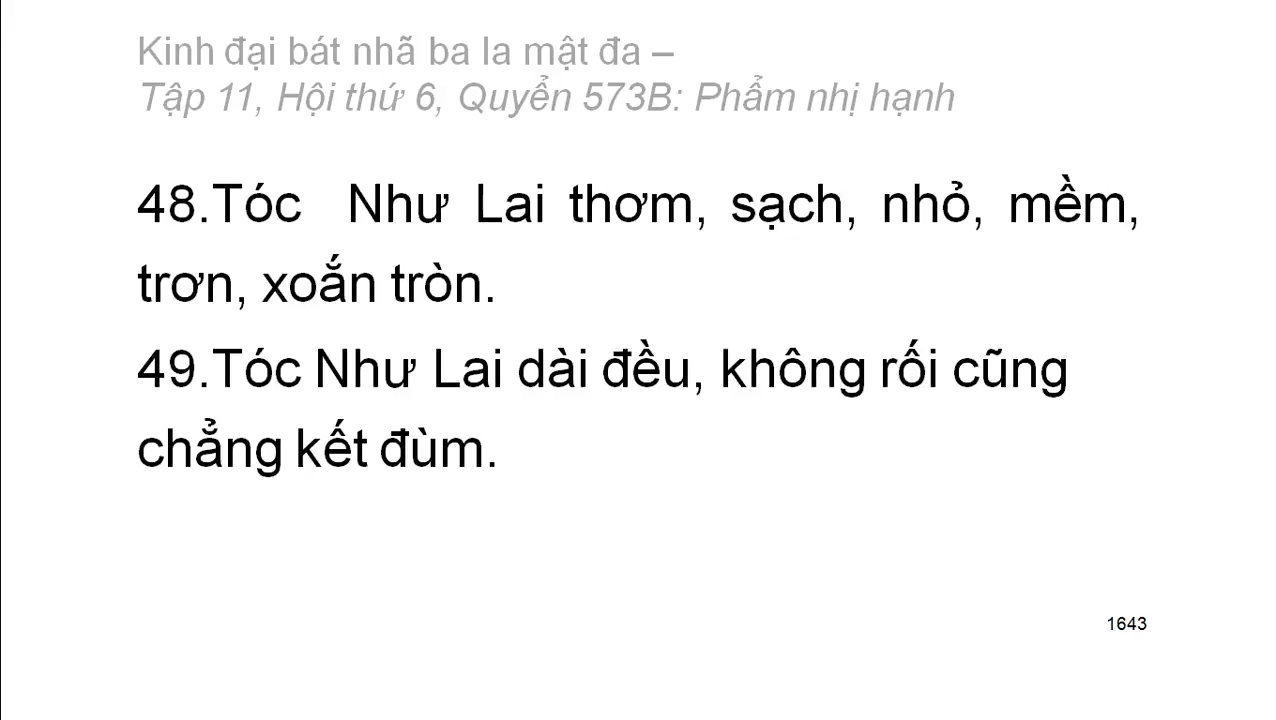 Kinh đại bát nhã ba la mật đa –
Tập 11, Hội thứ 6, Quyển 573B: Phẩm nhị hạnh
48.Tóc Như Lai thơm, sạch, nhỏ, mềm,
trơn, xoắn tròn.
49.Tóc Như Lai dài đều, không rối cũng
chẳng kết đùm.
1643